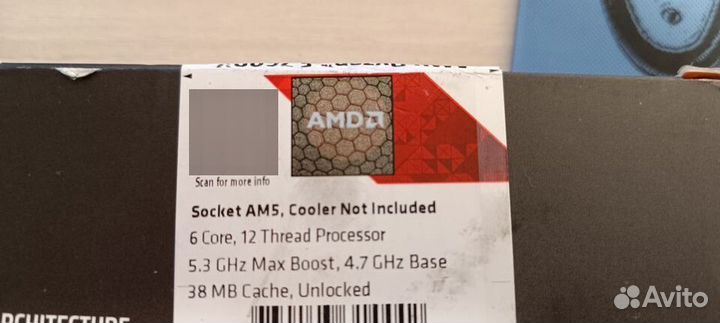 AMD
Scan for more info
Socket AM5, Cooler Not Included
6 Core, 12 Thread Processor
5.3 GHz Max Boost, 4.7 GHz Base
38 MB Cache, Unlocked
Avito